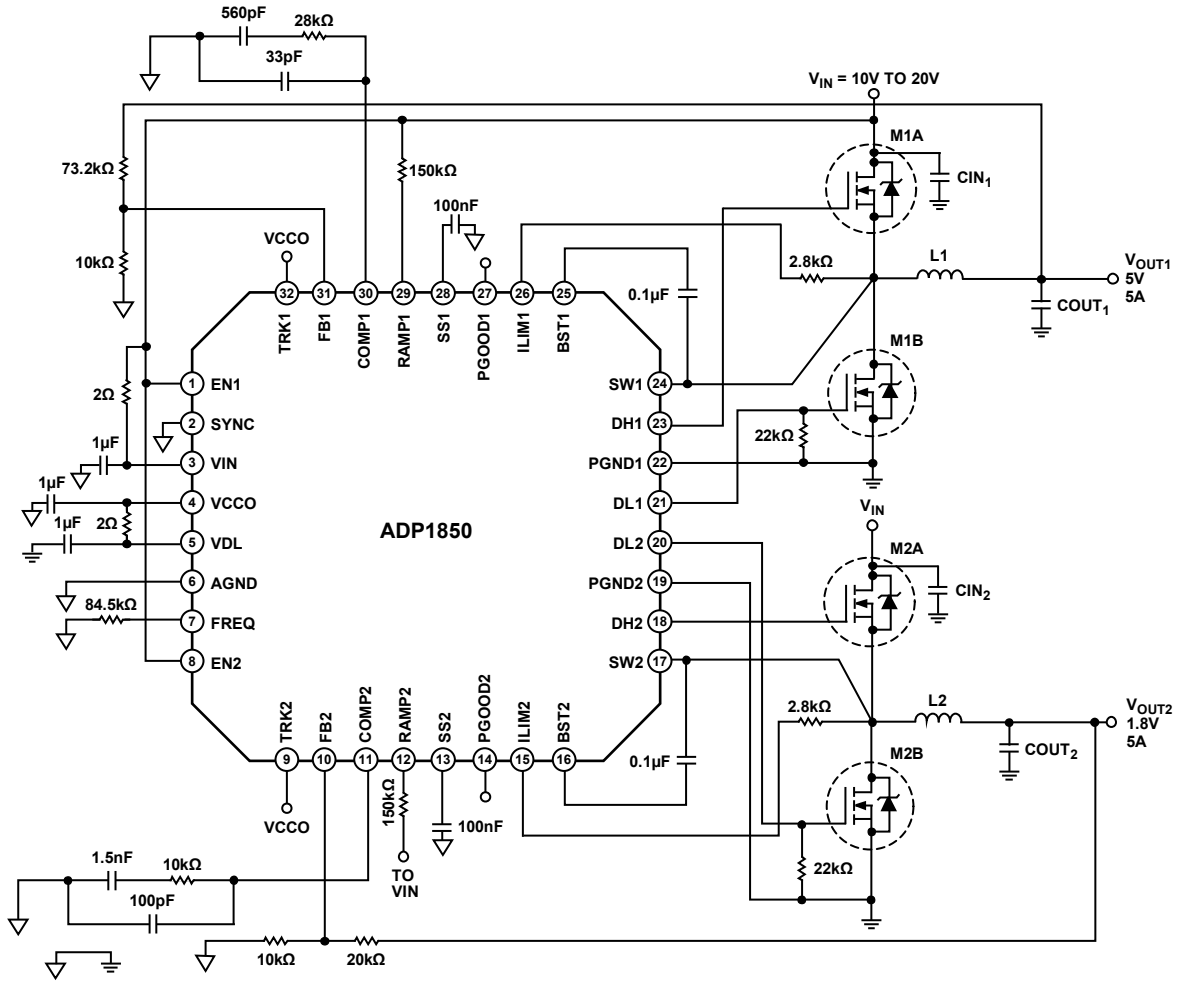 560pF
28kΩ
33pF
VIN = 10V TO 20V
M1A
CIN1
73.2kΩ
150kΩ
100nF
VCCO
10kΩ
L1
2.8kΩ
VOUT1
5V
5A
0.1µF
COUT1
32 31 30 29 28 27 26 25
TRK1
FB1
COMP1
RAMP1
SS1
PGOOD1
ILIM1
BST1
M1B
2Ω
1 EN1
SW1 24
2 SYNC
DH1 23
22kΩ
1µF
3 VIN
PGND1 22
1µF
4 VCCO
DL1 21
VIN
ADP1850
1µF
2Ω
5 VDL
DL2 20
M2A
6 AGND
PGND2 19
CIN2
84.5kΩ
7 FREQ
DH2 18
8 EN2
SW2 17
TRK2
FB2
COMP2
RAMP2
SS2
PGOOD2
ILIM2
BST2
2.8kΩ
L2
VOUT2
1.8V
5A
COUT2
9 10 11 12 13 14 15 16
0.1µF
M2B
150kΩ
VCCO
100nF
1.5nF
10kΩ
TO
VIN
22kΩ
100pF
10kΩ
20kΩ